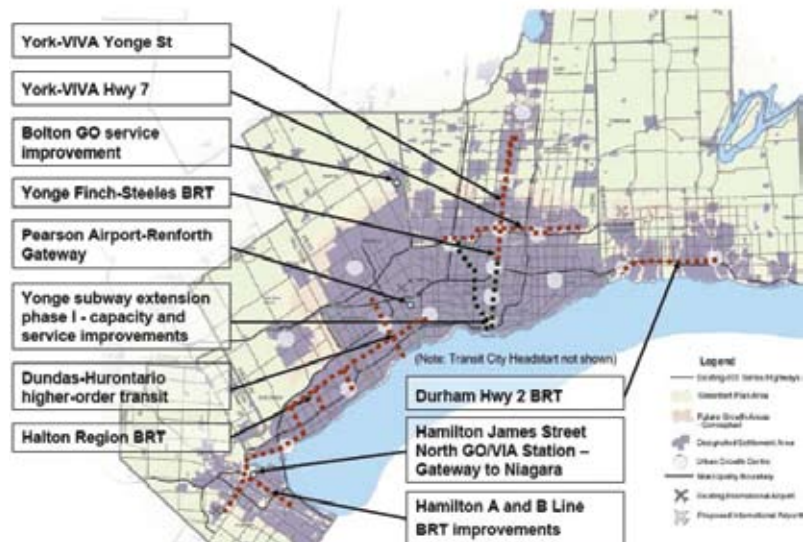 York-VIVA Yonge St
York-VIVA Hwy 7
Bolton GO service
improvement
Yonge Finch-Steeles BRT
Pearson Airport-Renforth
Gateway
Yonge subway extension
phase I - capacity and
service improvements
Dundas-Hurontario
higher-order transit
Halton Region BRT
(Note: Transit City Headstart not shown)
Durham Hwy 2 BRT
Hamilton James Street
North GO/VIA Station –
Gateway to Niagara
Hamilton A and B Line
BRT improvements
Legend
Existing 400 Series Highways
Greenbelt Plan Area
Future Growth Areas
- Conceptual
Designated Settlement Area
Urban Growth Centre
Municipality Boundary
Existing International Airport
Proposed International Airport